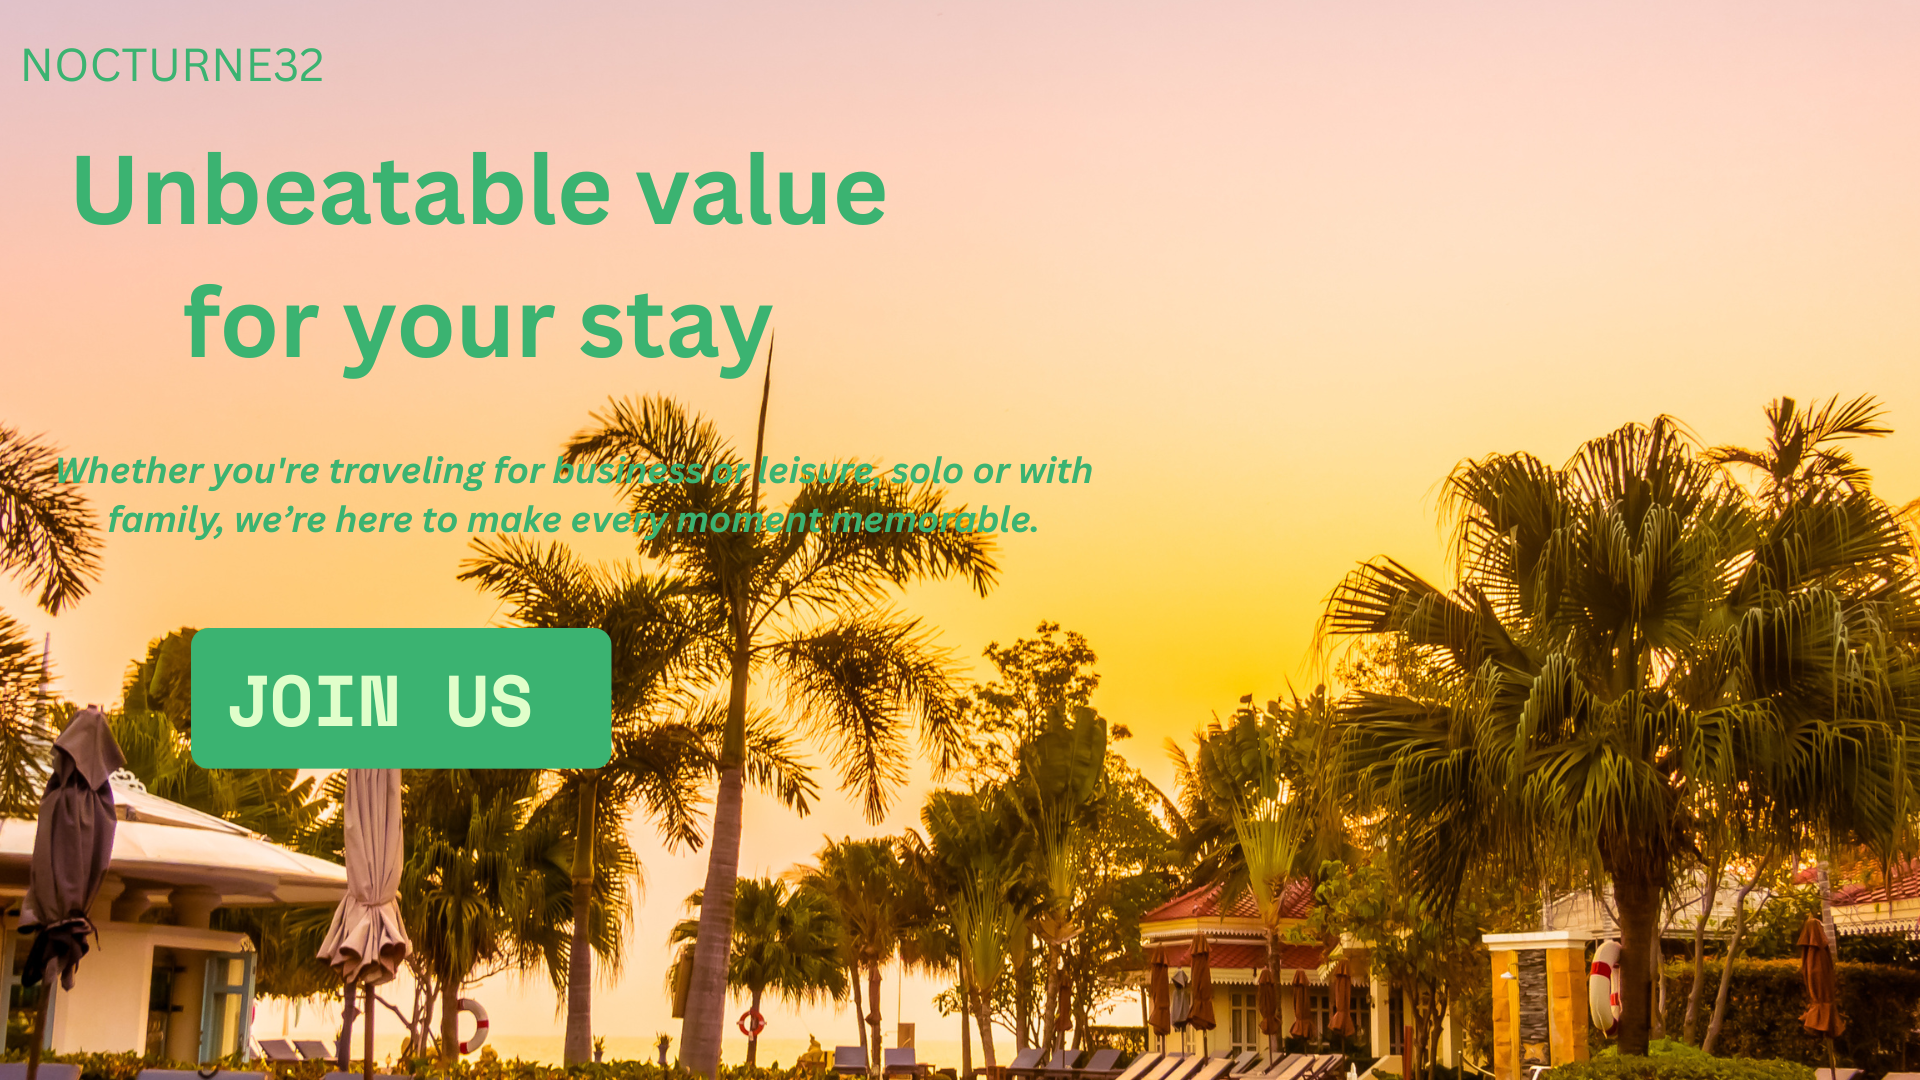 NOCTURNE32
Unbeatable value
for your stay
Whether you're traveling for business or leisure, solo or with
family, we’re here to make every moment memorable.
JOIN US